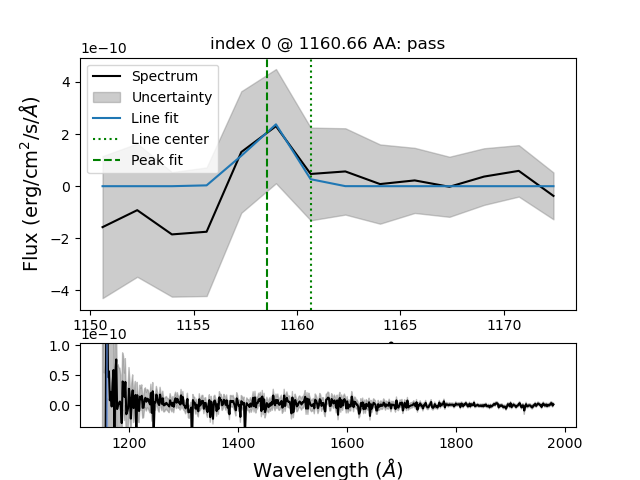 index 0 @ 1160.66 AA: pass
1e−10
Spectrum
Uncertainty
Line fit
Line center
Peak fit
4
2
0
−2
−4
Flux (erg/cm²/s/Å)
1150 1155 1160 1165 1170
1e−10
1.0
0.5
0.0
1200 1400 1600 1800 2000
Wavelength (Å)